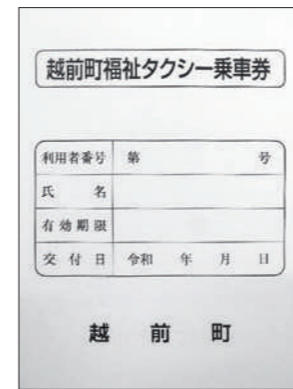 越前町福祉タクシー乗車券
利用者番号 第 号
氏 名
有効期限
交付日 令和 年 月 日
越前町